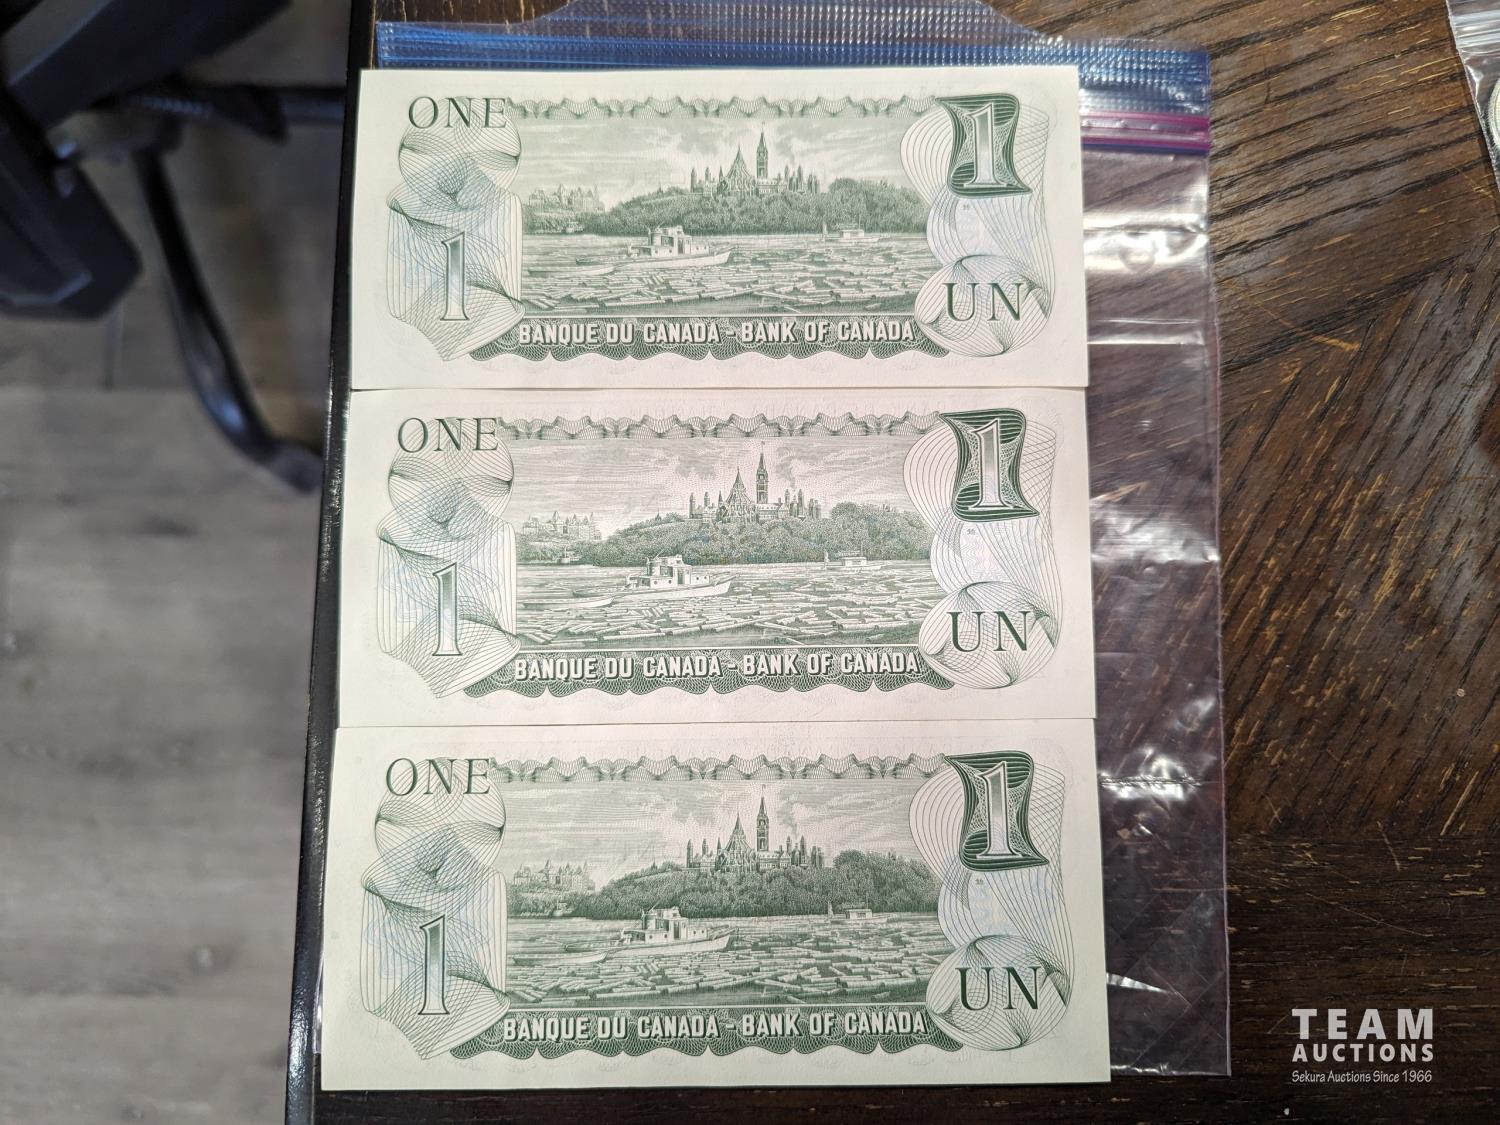 ONE 1
1 UN
BANQUE DU CANADA - BANK OF CANADA
ONE 1
1 UN
BANQUE DU CANADA - BANK OF CANADA
ONE 1
1 UN
BANQUE DU CANADA - BANK OF CANADA
TEAM
AUCTIONS
Sekura Auctions Since 1966